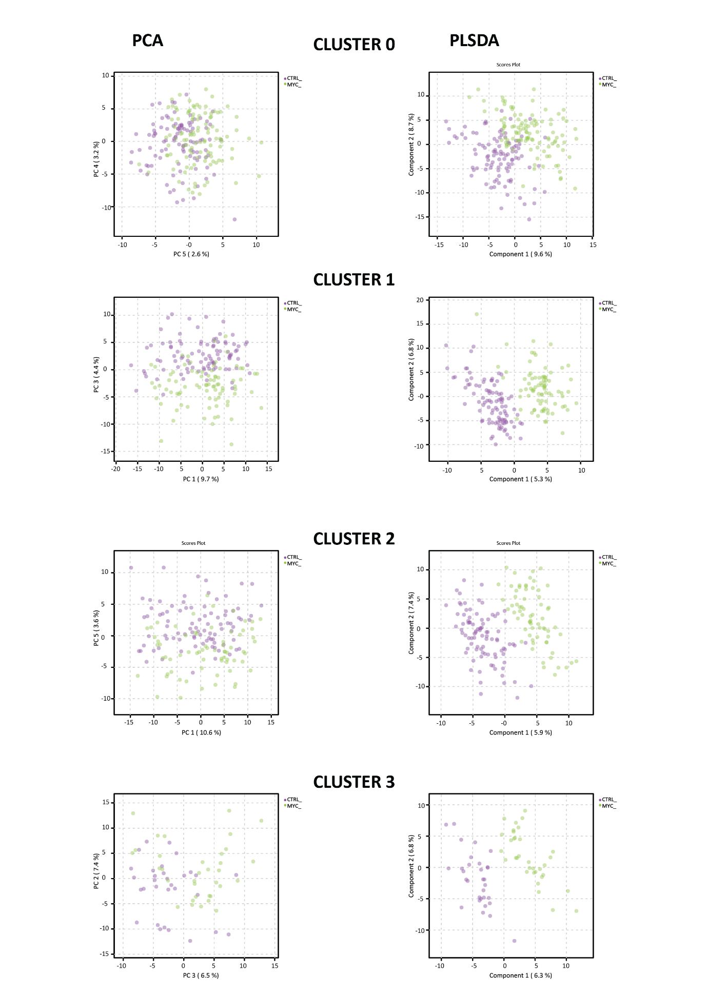 PCA
CLUSTER 0
PLSDA
10
5
0
-5
-10
PC 4 ( 3.2 %)
-10
-5
-0
5
10
PC 5 ( 2.6 %)
CTRL_
MYC_
Scores Plot
10
5
0
-5
-10
-15
Component 2 ( 8.7 %)
-15
-10
-5
0
5
10
15
Component 1 ( 9.6 %)
CTRL_
MYC_
CLUSTER 1
10
5
0
-5
-10
-15
PC 3 ( 4.4 %)
-20
-15
-10
5
0
5
10
15
PC 1 ( 9.7 %)
CTRL_
MYC_
20
15
10
5
-0
-5
-10
Component 2 ( 6.8 %)
-10
5
0
5
10
Component 1 ( 5.3 %)
CTRL_
MYC_
CLUSTER 2
Scores Plot
10
5
0
-5
-10
PC 5 ( 3.6 %)
-15
-10
-5
0
5
10
15
PC 1 ( 10.6 %)
CTRL_
MYC_
Scores Plot
10
5
0
-5
-10
Component 2 ( 7.4 %)
-10
-5
-0
5
10
Component 1 ( 5.9 %)
CTRL_
MYC_
CLUSTER 3
15
10
5
0
-5
-10
-15
PC 2 ( 7.4 %)
-10
-5
0
5
10
15
PC 3 ( 6.5 %)
CTRL_
MYC_
10
5
0
-5
-10
Component 2 ( 6.8 %)
-10
-5
0
5
10
Component 1 ( 6.3 %)
CTRL_
MYC_